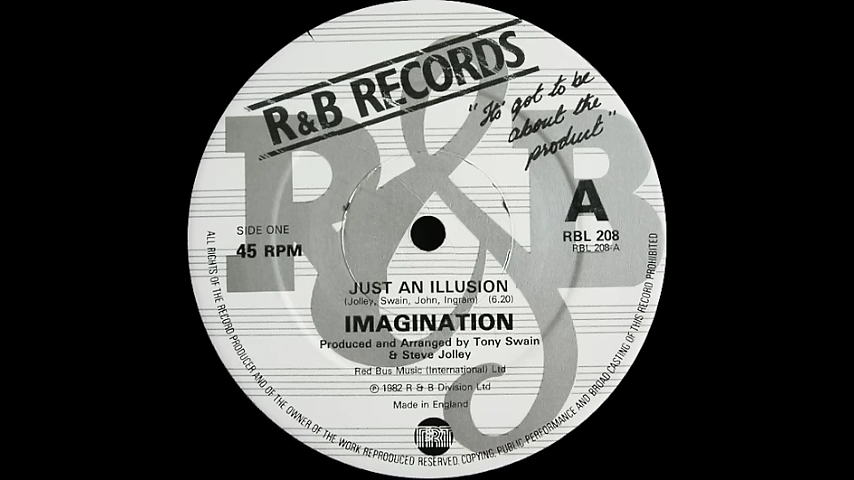 R&B RECORDS
"It's got to be
about the
product"
R&B
A
RBL 208
RBL 208-A
SIDE ONE
45 RPM
JUST AN ILLUSION
(Jolley, Swain, John, Ingram) (6.20)
IMAGINATION
Produced and Arranged by Tony Swain
& Steve Jolley
Red Bus Music (International) Ltd
℗ 1982 R & B Division Ltd
Made in England
PRT
ALL RIGHTS OF THE RECORD PRODUCER AND OF THE OWNER OF THE WORK REPRODUCED RESERVED. COPYING, PUBLIC PERFORMANCE AND BROAD CASTING OF THIS RECORD PROHIBITED